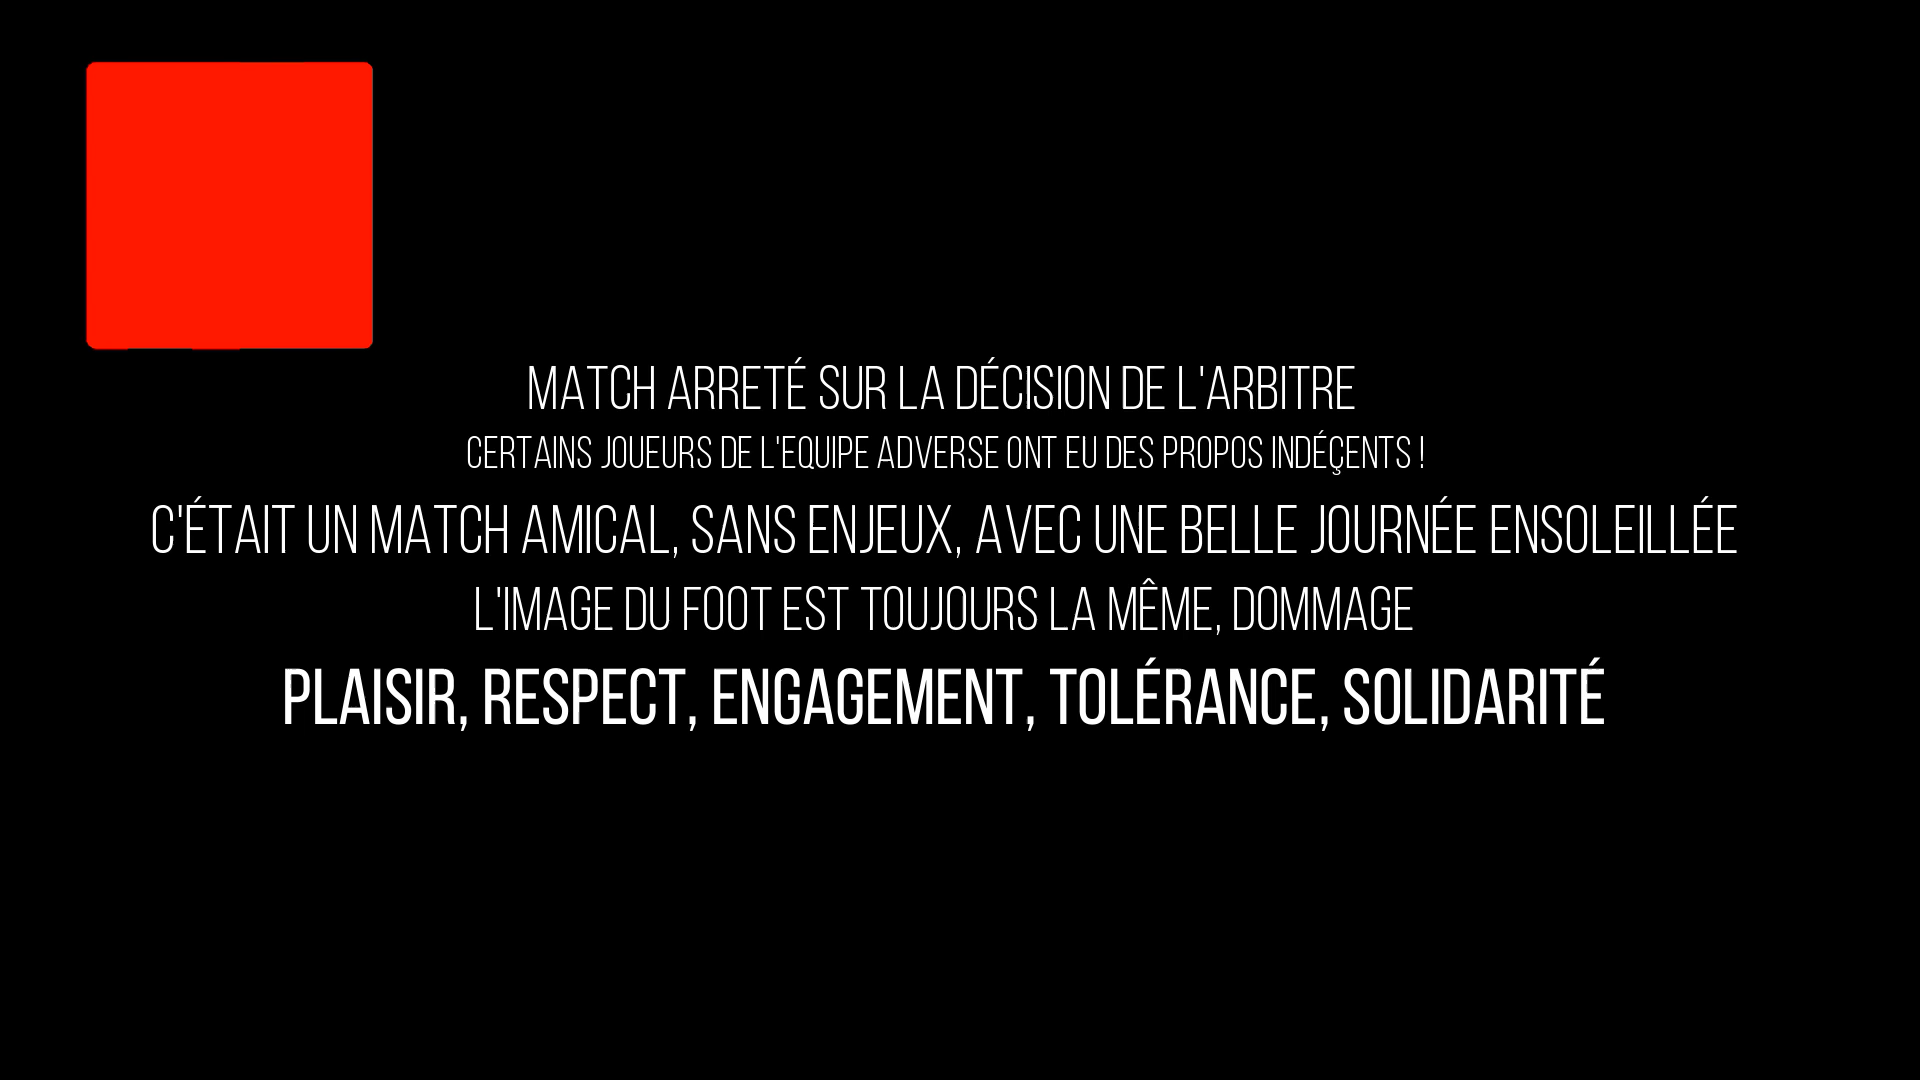 MATCH ARRETÉ SUR LA DÉCISION DE L'ARBITRE
CERTAINS JOUEURS DE L'EQUIPE ADVERSE ONT EU DES PROPOS INDÉÇENTS !
C'ÉTAIT UN MATCH AMICAL, SANS ENJEUX, AVEC UNE BELLE JOURNÉE ENSOLEILLÉE
L'IMAGE DU FOOT EST TOUJOURS LA MÊME, DOMMAGE
PLAISIR, RESPECT, ENGAGEMENT, TOLÉRANCE, SOLIDARITÉ